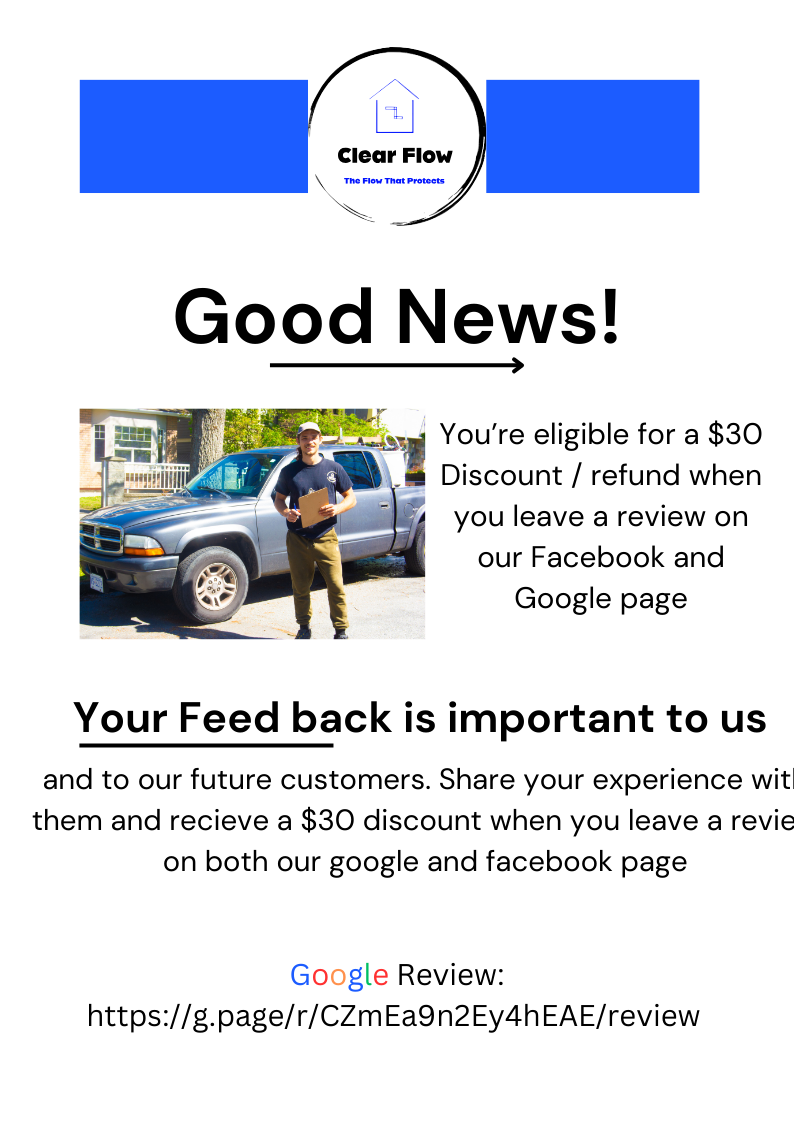 Clear Flow
The Flow That Protects
Good News!
You’re eligible for a $30
Discount / refund when
you leave a review on
our Facebook and
Google page
Your Feed back is important to us
and to our future customers. Share your experience with
them and recieve a $30 discount when you leave a revie
on both our google and facebook page
Google Review:
https://g.page/r/CZmEa9n2Ey4hEAE/review